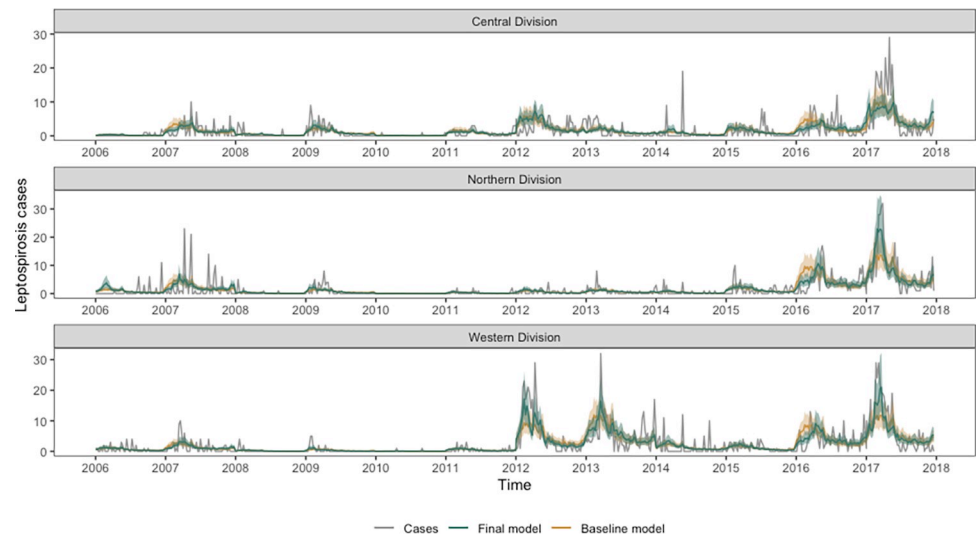 Central Division
30
20
10
0
2006 2007 2008 2009 2010 2011 2012 2013 2014 2015 2016 2017 2018
Northern Division
30
20
10
0
2006 2007 2008 2009 2010 2011 2012 2013 2014 2015 2016 2017 2018
Western Division
30
20
10
0
2006 2007 2008 2009 2010 2011 2012 2013 2014 2015 2016 2017 2018
Leptospirosis cases
Time
Cases Final model Baseline model